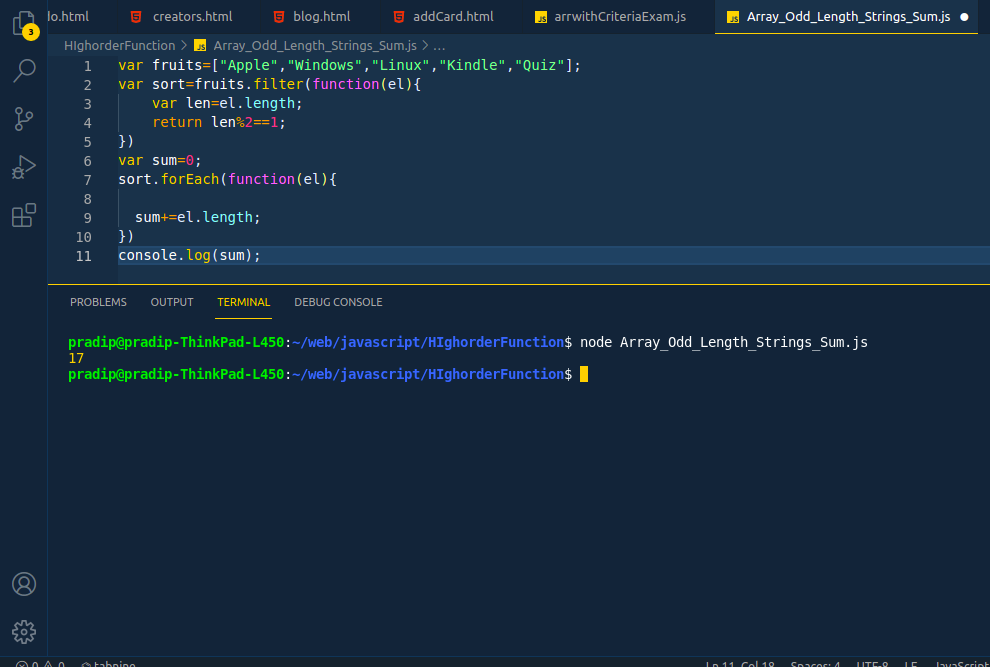 3
lo.html creators.html blog.html addCard.html JS arrwithCriteriaExam.js JS Array_Odd_Length_Strings_Sum.js
HIghorderFunction > JS Array_Odd_Length_Strings_Sum.js > ...
1 var fruits=["Apple","Windows","Linux","Kindle","Quiz"];
2 var sort=fruits.filter(function(el){
3 var len=el.length;
4 return len%2==1;
5 })
6 var sum=0;
7 sort.forEach(function(el){
8
9 sum+=el.length;
10 })
11 console.log(sum);
PROBLEMS OUTPUT TERMINAL DEBUG CONSOLE
pradip@pradip-ThinkPad-L450:~/web/javascript/HIghorderFunction$ node Array_Odd_Length_Strings_Sum.js
17
pradip@pradip-ThinkPad-L450:~/web/javascript/HIghorderFunction$
0 0 tabnine Ln 11, Col 18 Spaces: 4 UTF-8 LF JavaScript